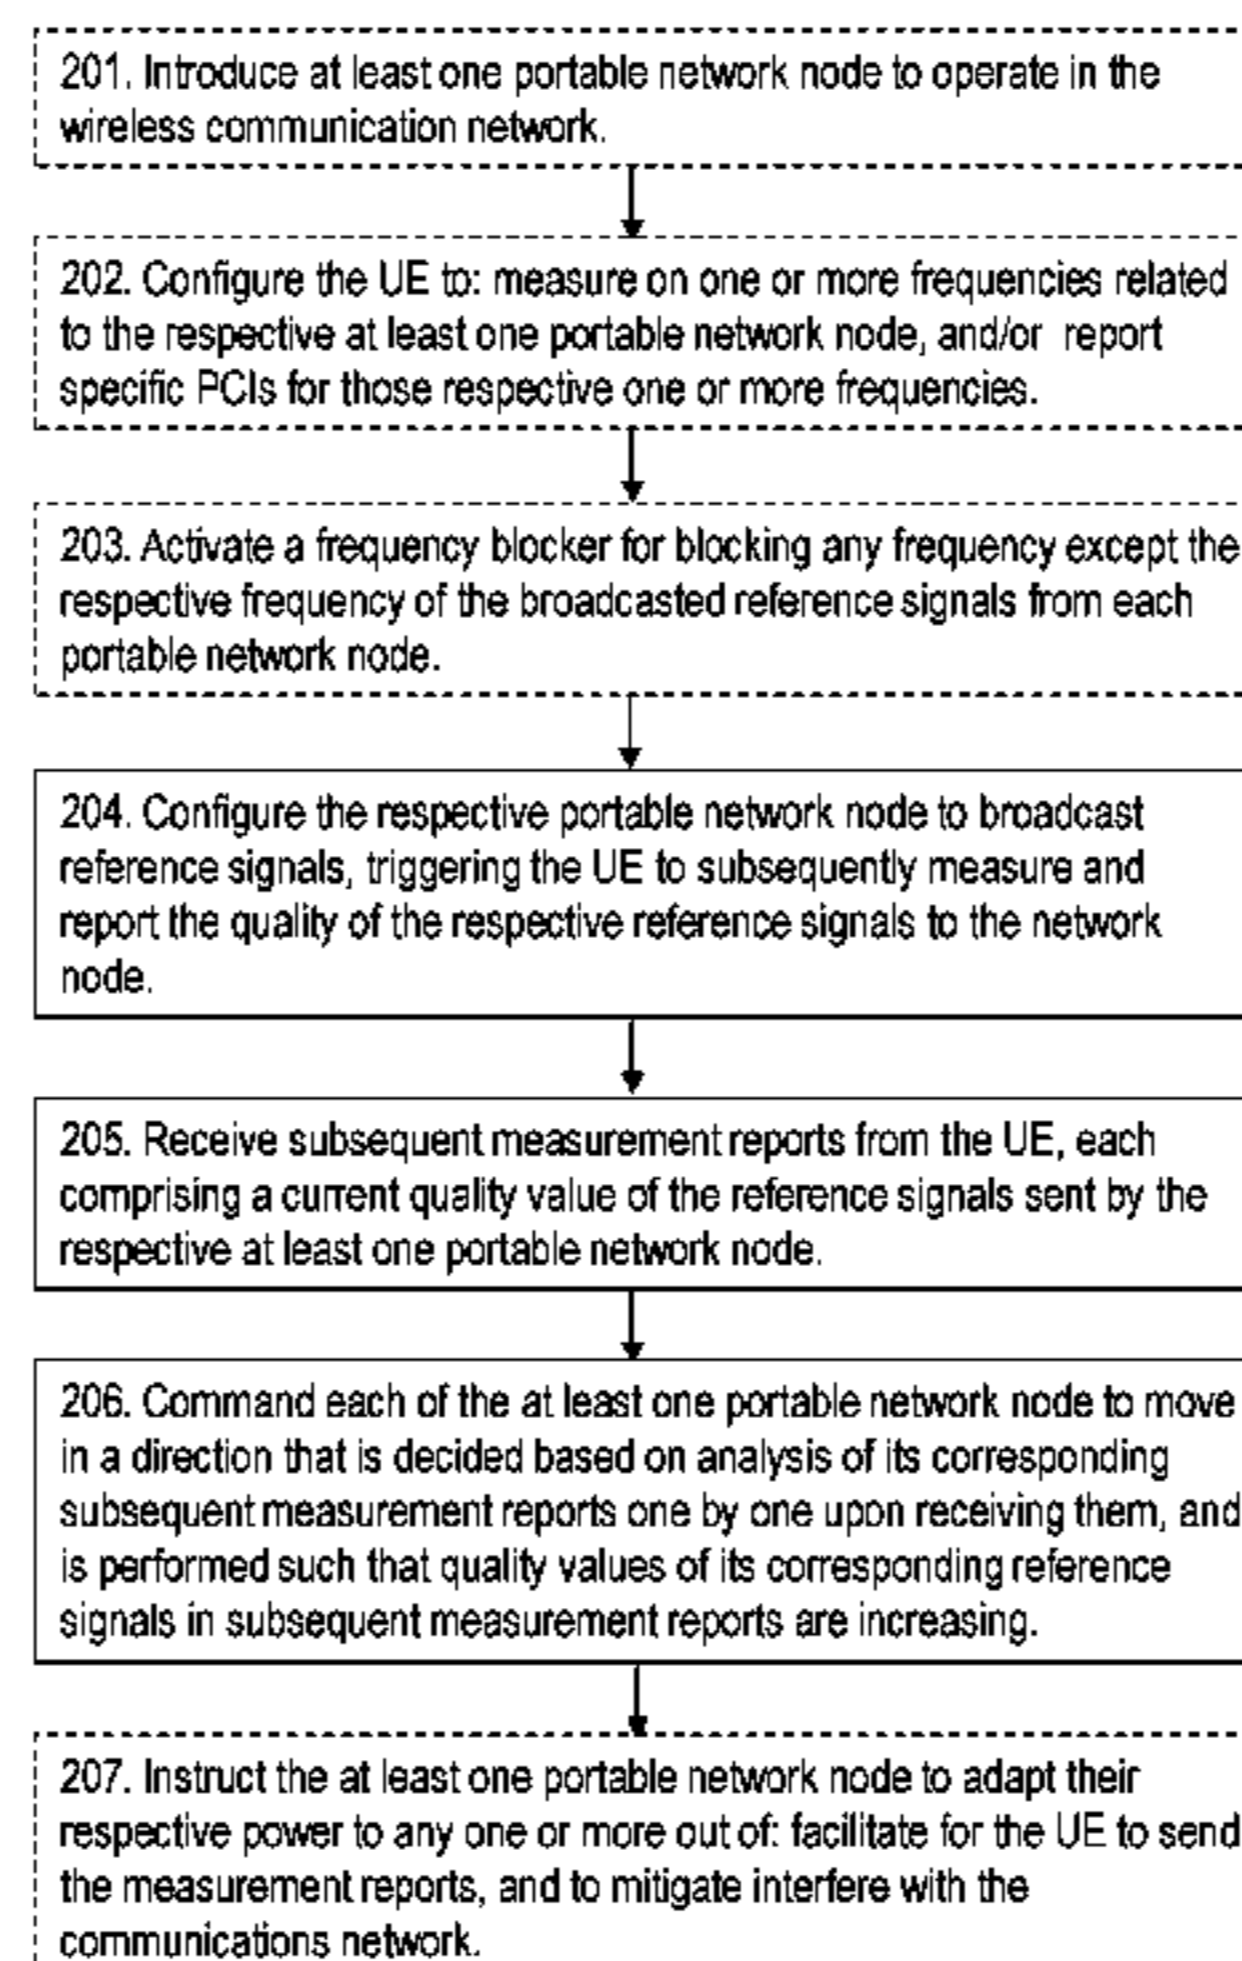 201. Introduce at least one portable network node to operate in the
wireless communication network.
202. Configure the UE to: measure on one or more frequencies related
to the respective at least one portable network node, and/or report
specific PCIs for those respective one or more frequencies.
203. Activate a frequency blocker for blocking any frequency except the
respective frequency of the broadcasted reference signals from each
portable network node.
204. Configure the respective portable network node to broadcast
reference signals, triggering the UE to subsequently measure and
report the quality of the respective reference signals to the network
node.
205. Receive subsequent measurement reports from the UE, each
comprising a current quality value of the reference signals sent by the
respective at least one portable network node.
206. Command each of the at least one portable network node to move
in a direction that is decided based on analysis of its corresponding
subsequent measurement reports one by one upon receiving them, and
is performed such that quality values of its corresponding reference
signals in subsequent measurement reports are increasing.
207. Instruct the at least one portable network node to adapt their
respective power to any one or more out of: facilitate for the UE to send
the measurement reports, and to mitigate interfere with the
communications network.